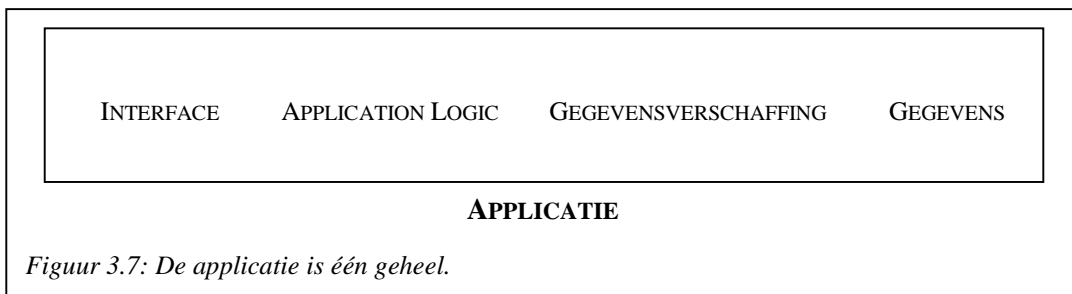 INTERFACE APPLICATION LOGIC GEGEVENSVERSCHAFFING GEGEVENS
APPLICATIE
Figuur 3.7: De applicatie is één geheel.